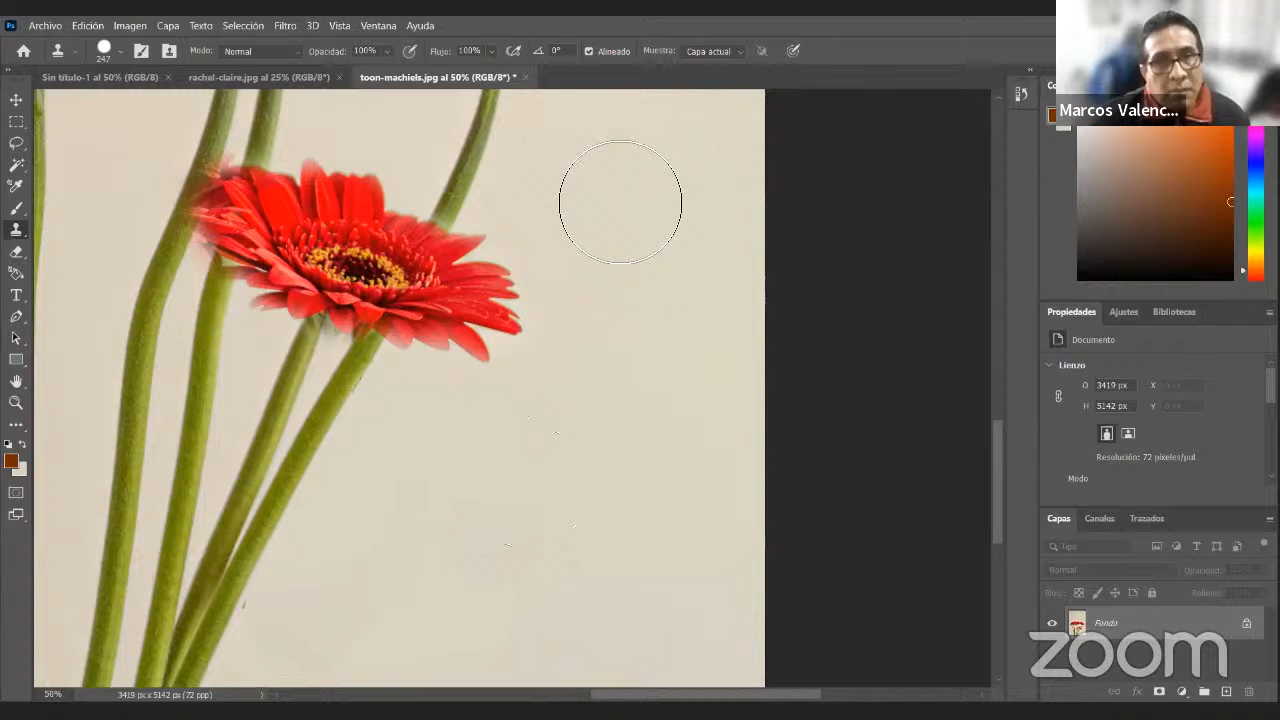 Ps Archivo Edición Imagen Capa Texto Selección Filtro 3D Vista Ventana Ayuda
247 Modo: Normal Opacidad: 100% Flujo: 100% 0° Alineado Muestra: Capa actual
Sin título-1 al 50% (RGB/8) × rachel-claire.jpg al 25% (RGB/8*) × toon-machiels.jpg al 50% (RGB/8*) * ×
Marcos Valenc...
Propiedades Ajustes Bibliotecas
Documento
Lienzo
3419 px X
H 5142 px Y
Resolución: 72 píxeles/pul.
Modo
Capas Canales Trazados
Tipo
Normal Opacidad:
Bloq.: Relleno:
Fondo
zoom
50% 3419 px x 5142 px (72 ppp)